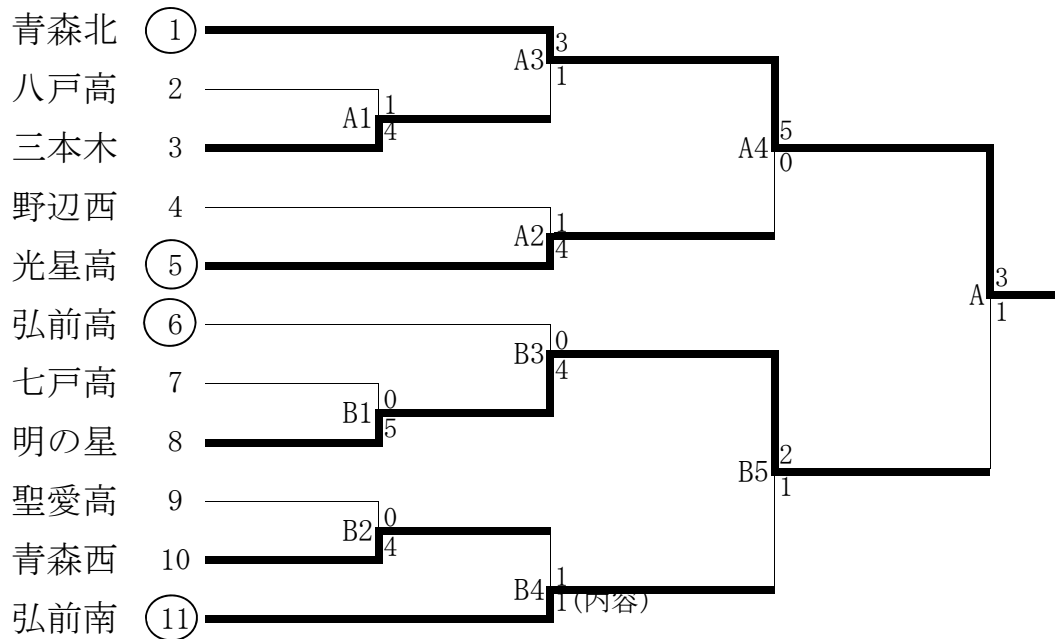 青森北 1
3
A3
1
八戸高 2
1
A1
4
5
三本木 3
A4
0
野辺西 4
1
A2
4
光星高 5
3
A
1
弘前高 6
0
B3
4
七戸高 7
0
B1
5
明の星 8
2
B5
1
聖愛高 9
0
B2
4
青森西 10
1
B4
1(内容)
弘前南 11